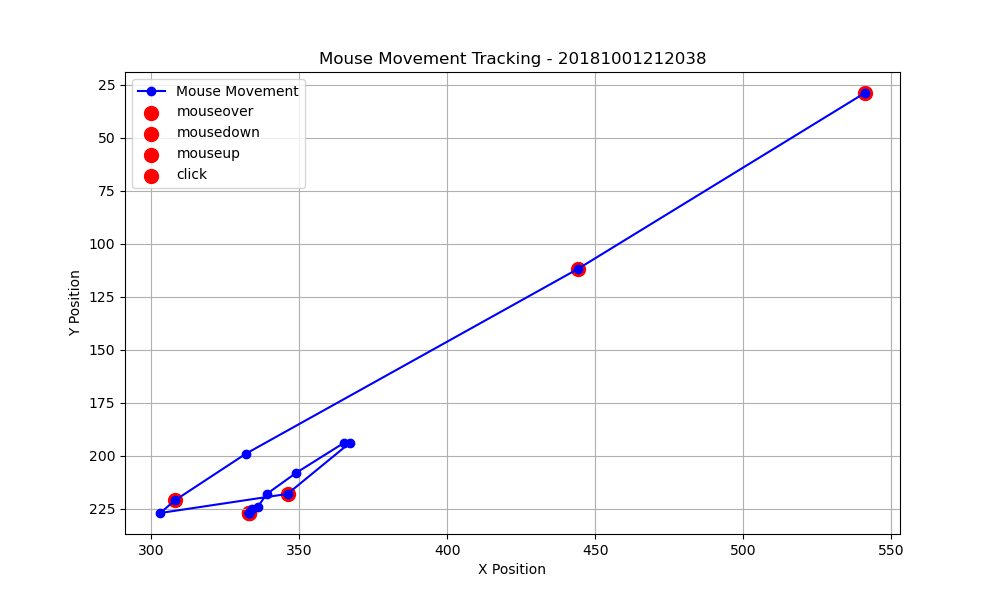 Mouse Movement Tracking - 20181001212038
Mouse Movement
mouseover
mousedown
mouseup
click
Y Position
25
50
75
100
125
150
175
200
225
300
350
400
450
500
550
X Position